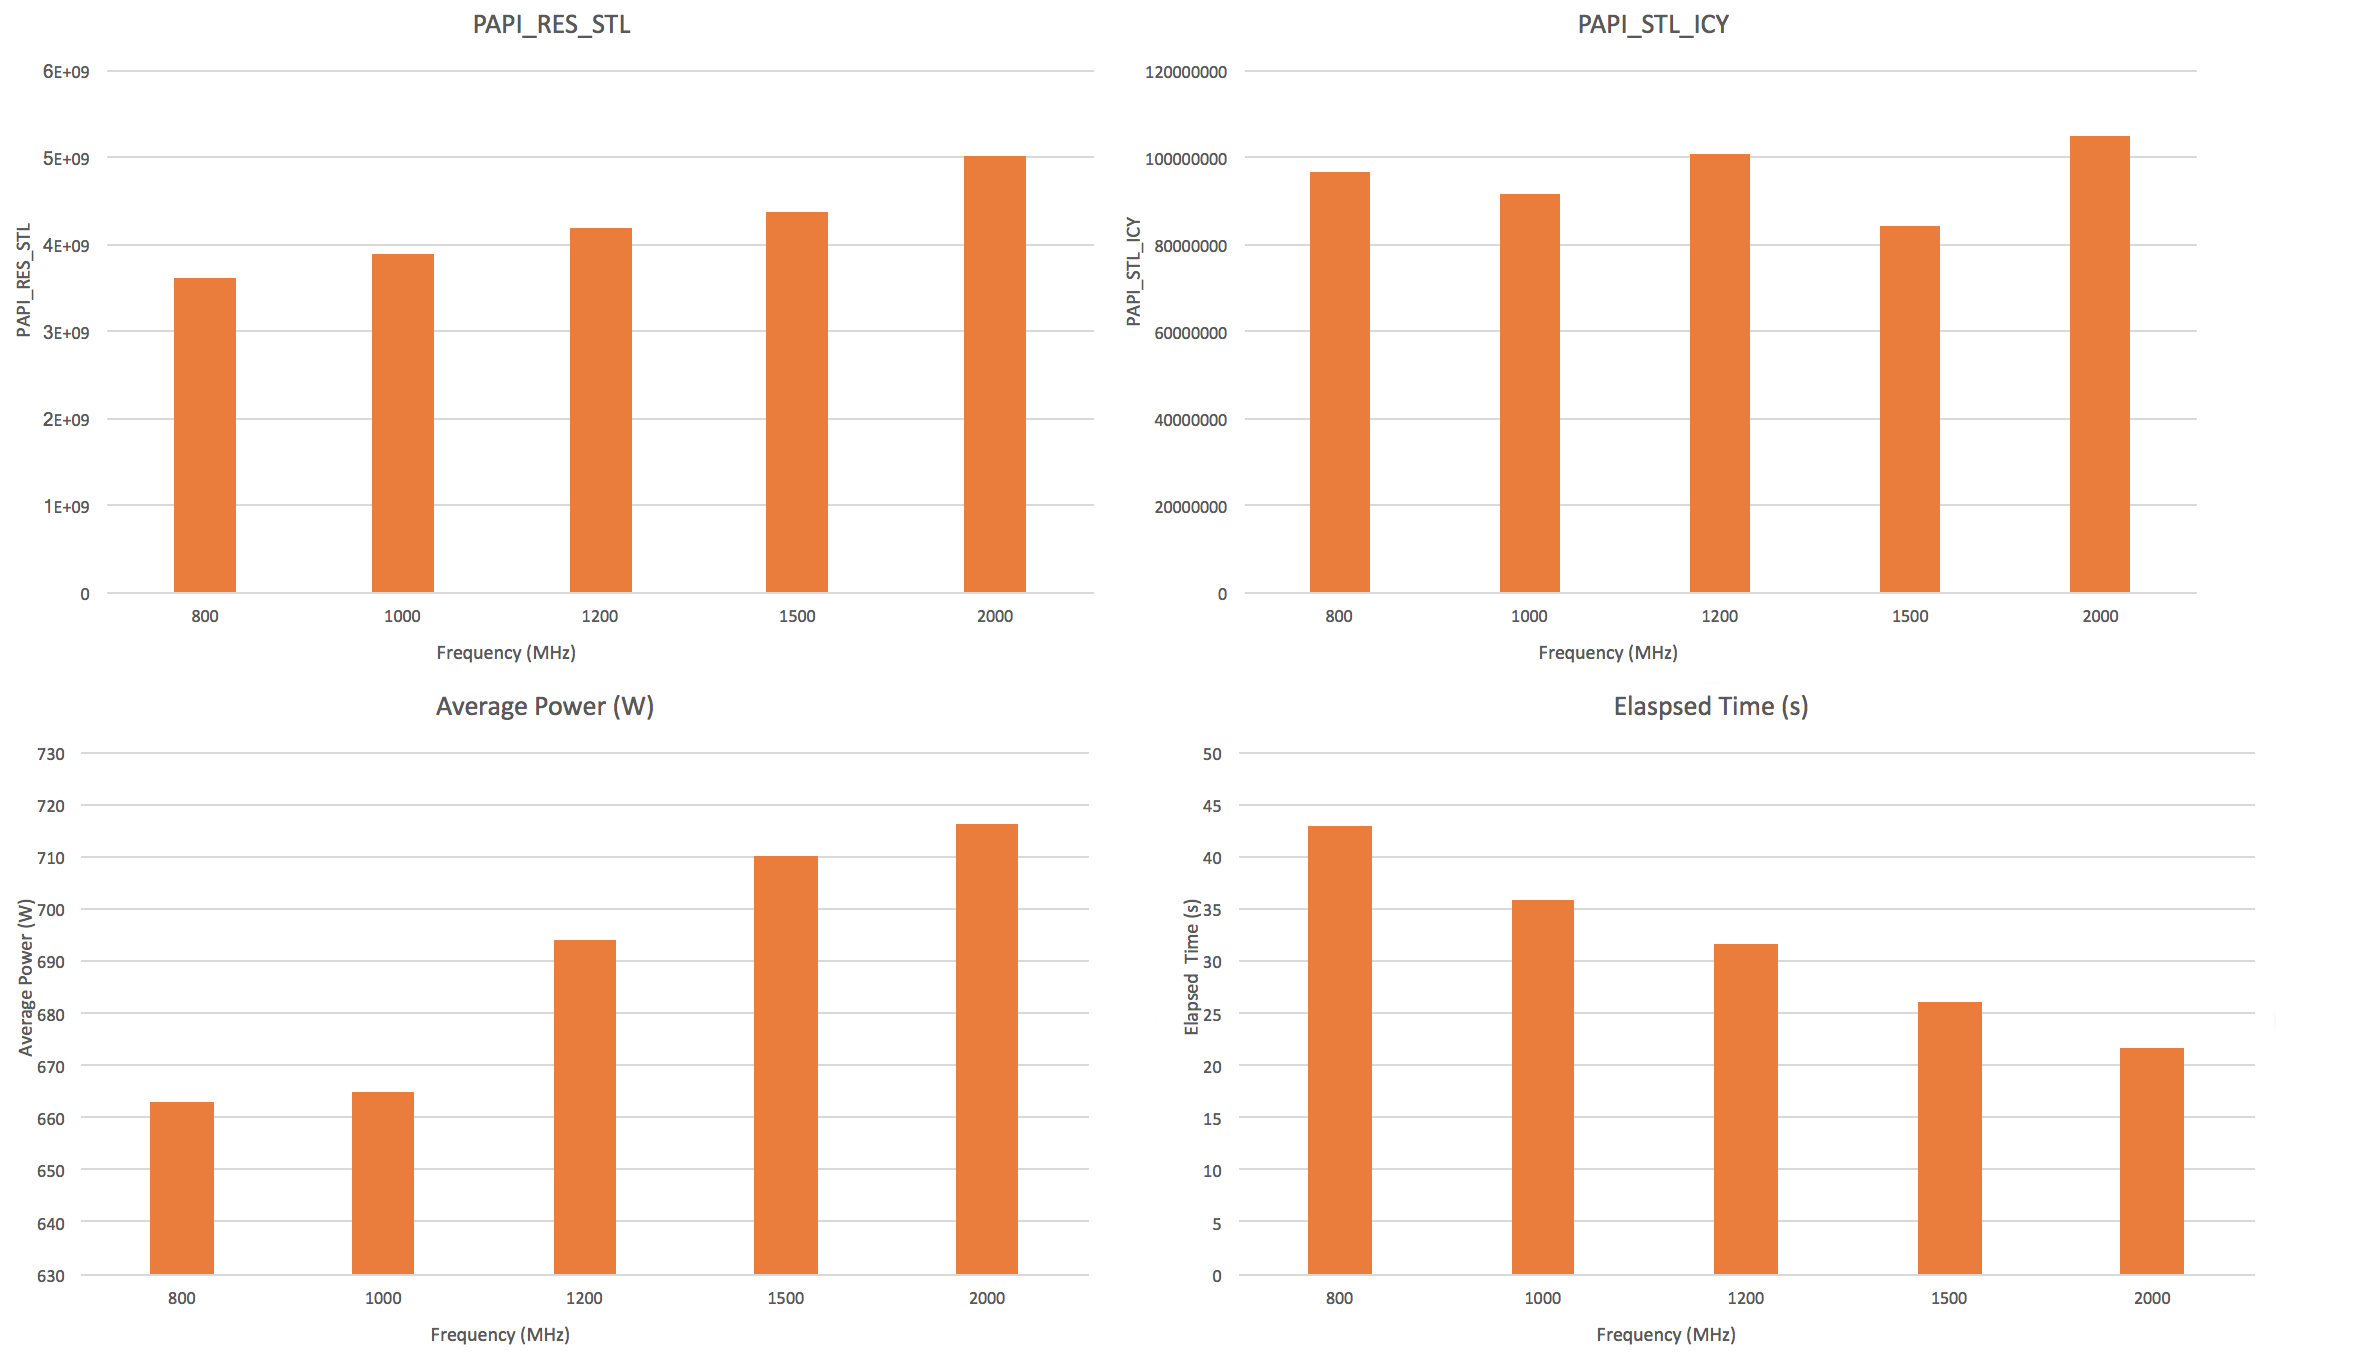 PAPI_RES_STL
6E+09
5E+09
4E+09
3E+09
2E+09
1E+09
0
PAPI_RES_STL
800 1000 1200 1500 2000
Frequency (MHz)
PAPI_STL_ICY
120000000
100000000
80000000
60000000
40000000
20000000
0
PAPI_STL_ICY
800 1000 1200 1500 2000
Frequency (MHz)
Average Power (W)
730
720
710
700
690
680
670
660
650
640
630
Average Power (W)
800 1000 1200 1500 2000
Frequency (MHz)
Elaspsed Time (s)
50
45
40
35
30
25
20
15
10
5
0
Elapsed Time (s)
800 1000 1200 1500 2000
Frequency (MHz)